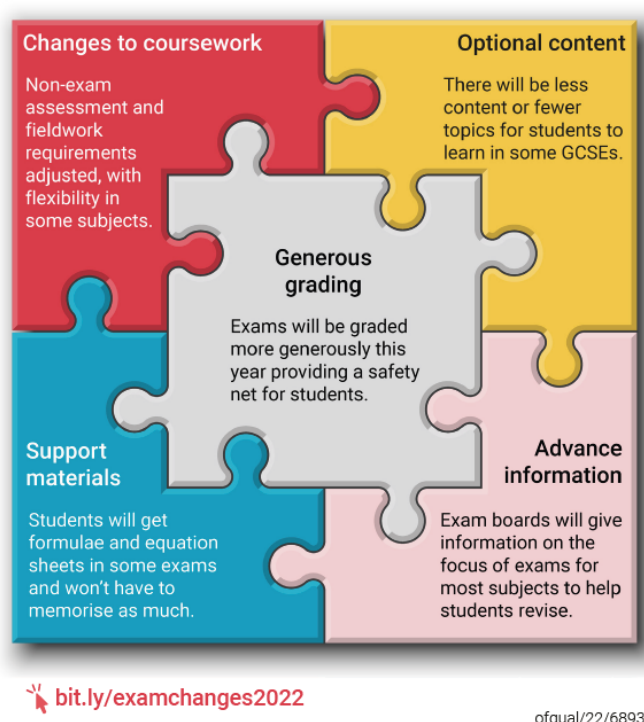 Changes to coursework
Non-exam
assessment and
fieldwork
requirements
adjusted, with
flexibility in
some subjects.
Optional content
There will be less
content or fewer
topics for students to
learn in some GCSEs.
Generous
grading
Exams will be graded
more generously this
year providing a safety
net for students.
Support
materials
Students will get
formulae and equation
sheets in some exams
and won't have to
memorise as much.
Advance
information
Exam boards will give
information on the
focus of exams for
most subjects to help
students revise.
bit.ly/examchanges2022
ofqual/22/6893